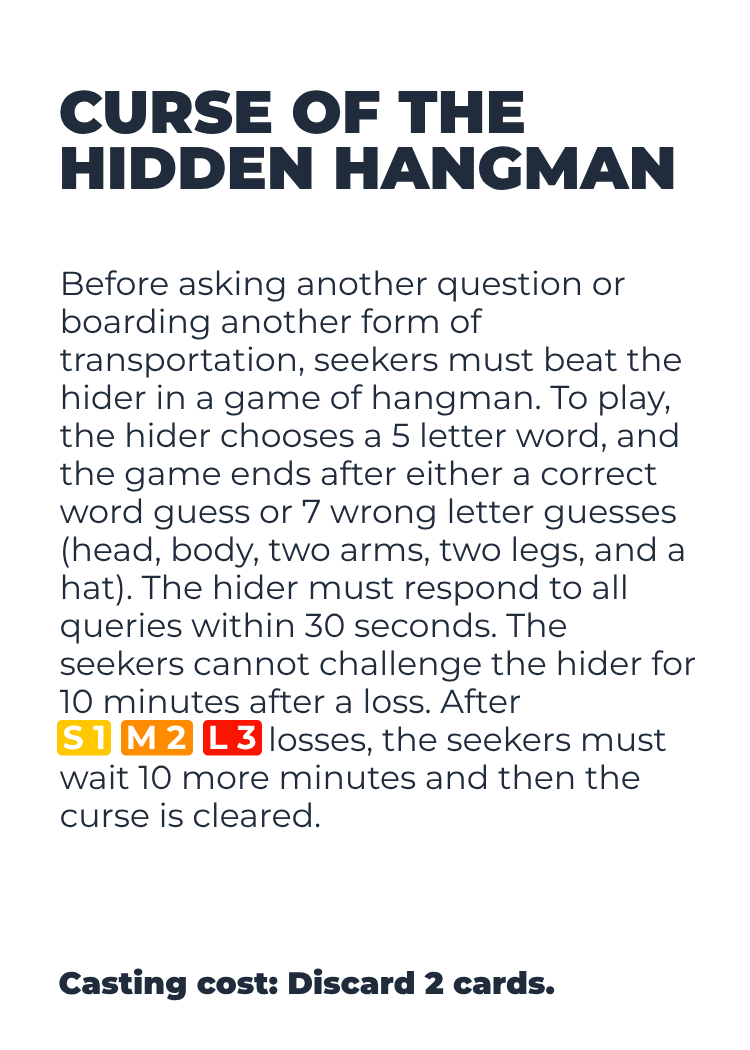 CURSE OF THE
HIDDEN HANGMAN
Before asking another question or
boarding another form of
transportation, seekers must beat the
hider in a game of hangman. To play,
the hider chooses a 5 letter word, and
the game ends after either a correct
word guess or 7 wrong letter guesses
(head, body, two arms, two legs, and a
hat). The hider must respond to all
queries within 30 seconds. The
seekers cannot challenge the hider for
10 minutes after a loss. After
S 1 M 2 L 3 losses, the seekers must
wait 10 more minutes and then the
curse is cleared.
Casting cost: Discard 2 cards.